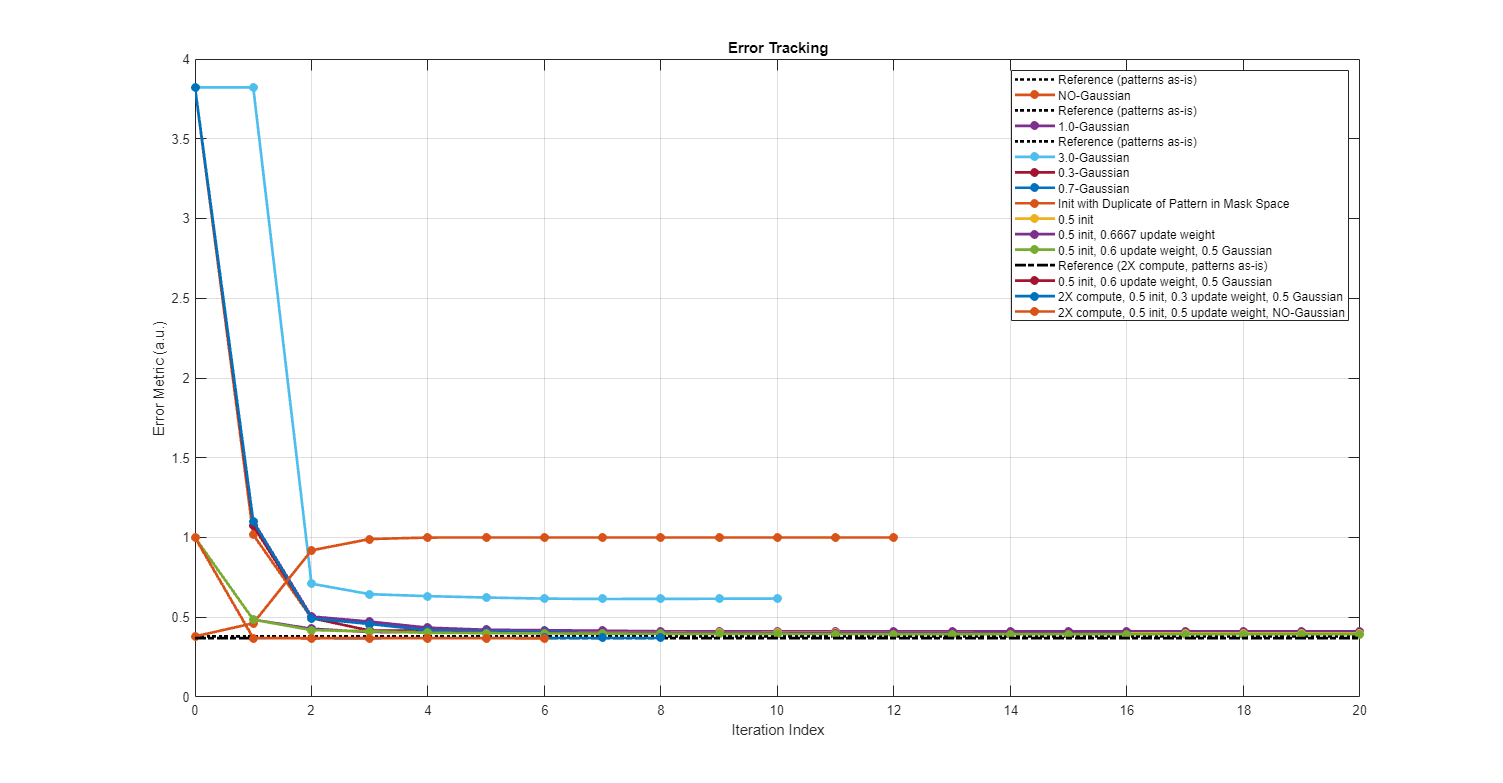 Error Tracking
4
3.5
3
2.5
2
1.5
1
0.5
0
Error Metric (a.u.)
Reference (patterns as-is)
NO-Gaussian
Reference (patterns as-is)
1.0-Gaussian
Reference (patterns as-is)
3.0-Gaussian
0.3-Gaussian
0.7-Gaussian
Init with Duplicate of Pattern in Mask Space
0.5 init
0.5 init, 0.6667 update weight
0.5 init, 0.6 update weight, 0.5 Gaussian
Reference (2X compute, patterns as-is)
0.5 init, 0.6 update weight, 0.5 Gaussian
2X compute, 0.5 init, 0.3 update weight, 0.5 Gaussian
2X compute, 0.5 init, 0.5 update weight, NO-Gaussian
0 2 4 6 8 10 12 14 16 18 20
Iteration Index